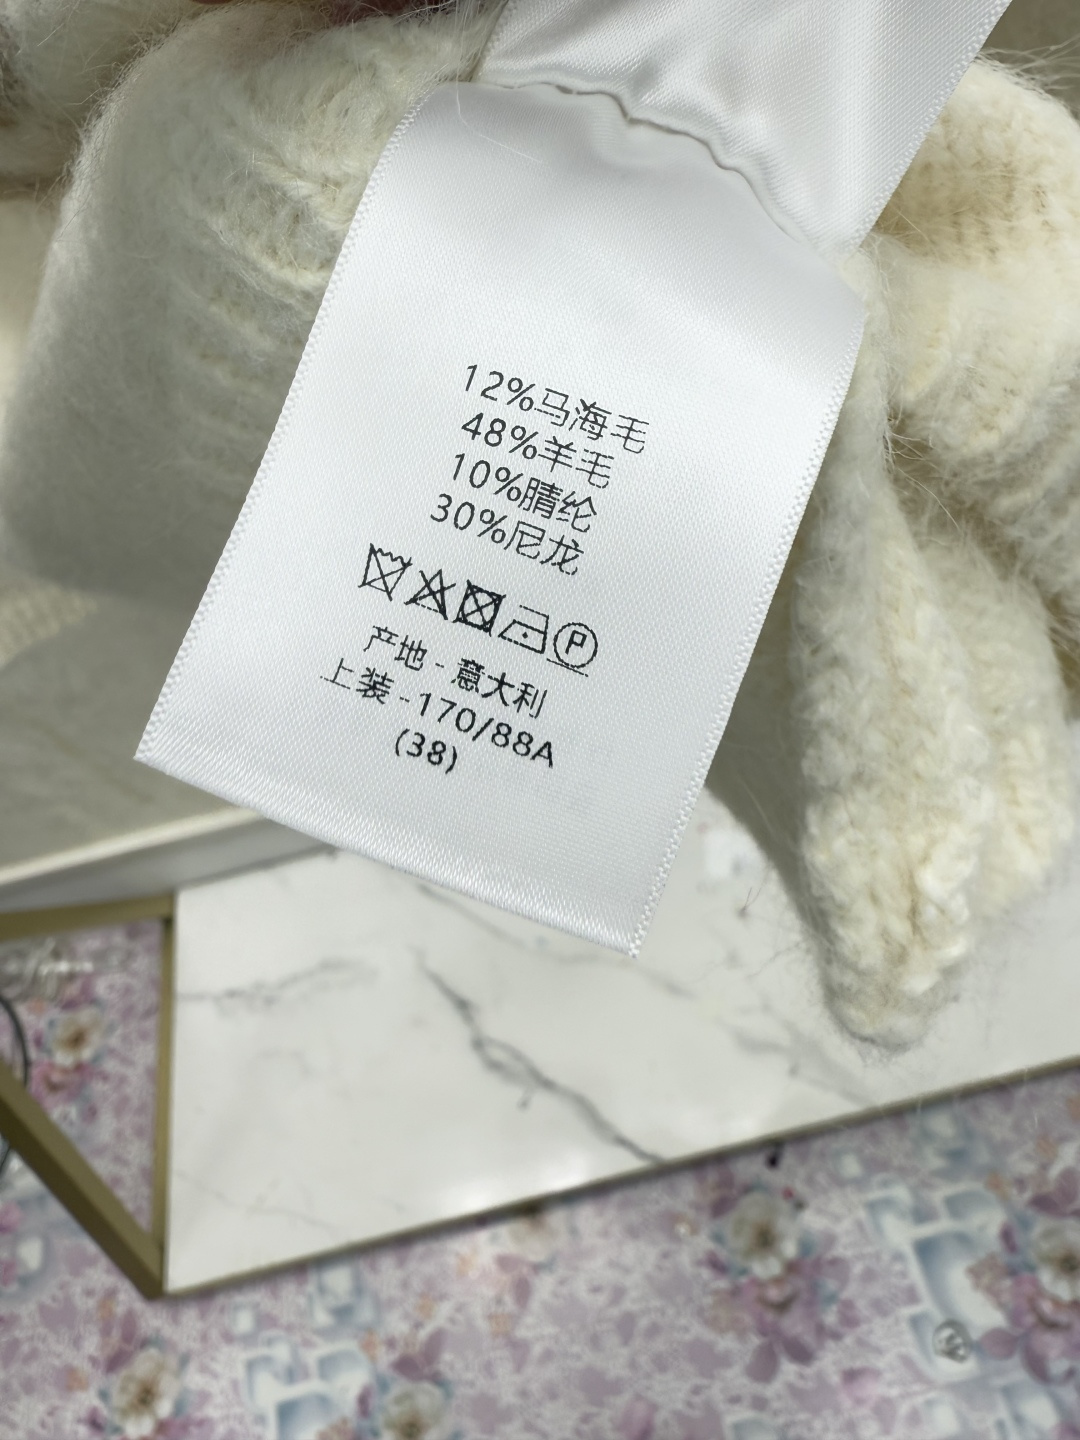 12%马海毛
48%羊毛
10%腈纶
30%尼龙
P
产地-意大利
上装-170/88A
(38)